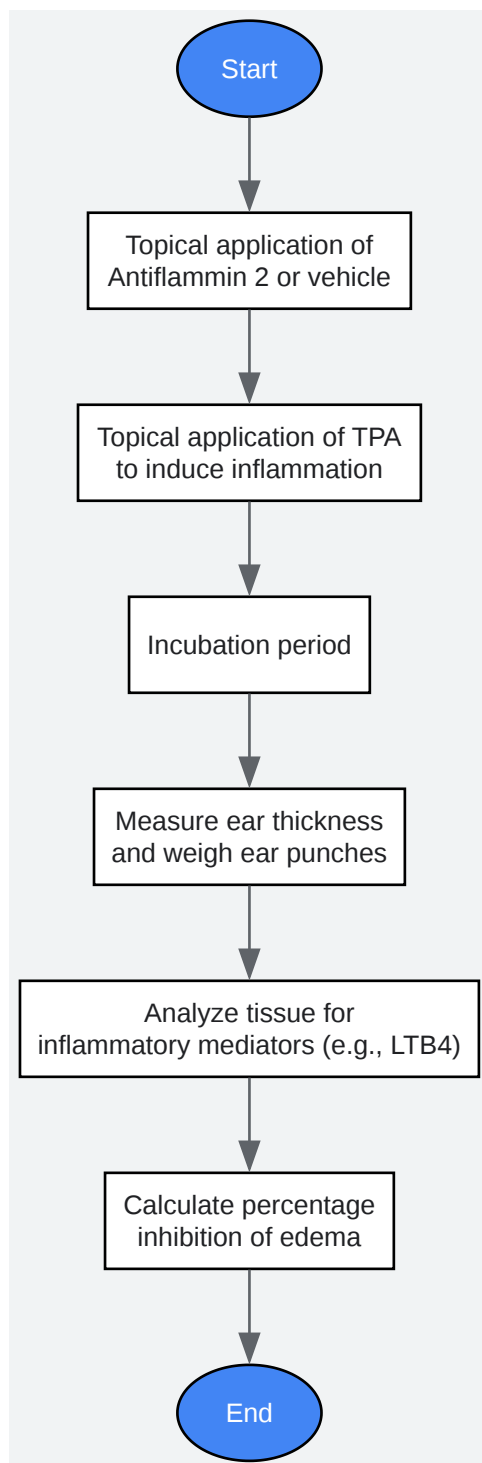 Start
Topical application of
Antiflammin 2 or vehicle
Topical application of TPA
to induce inflammation
Incubation period
Measure ear thickness
and weigh ear punches
Analyze tissue for
inflammatory mediators (e.g., LTB4)
Calculate percentage
inhibition of edema
End